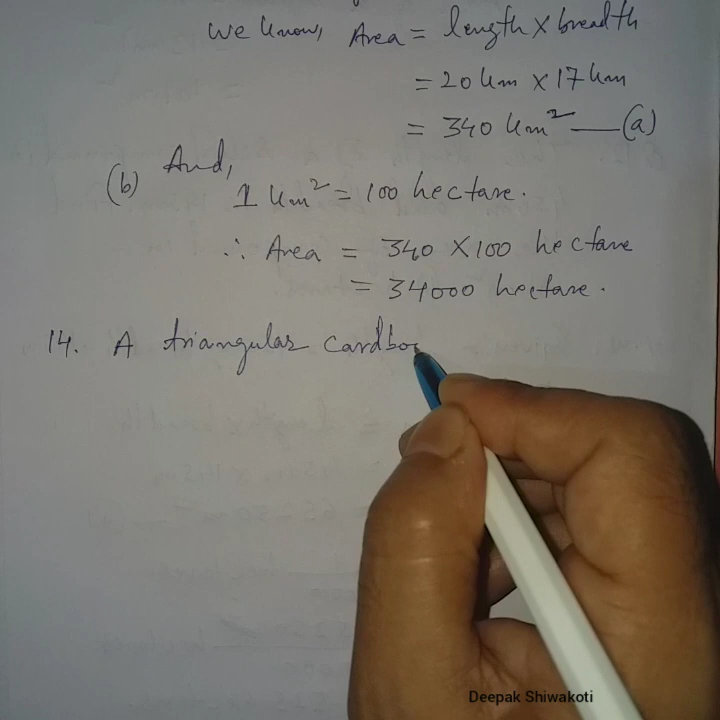 we know, Area = length × breadth
= 20 km × 17 km
= 340 km² — (a)
(b) And,
1 km² = 100 hectare.
∴ Area = 340 × 100 hectare
= 34000 hectare.
14. A triangular cardbo
Deepak Shiwakoti